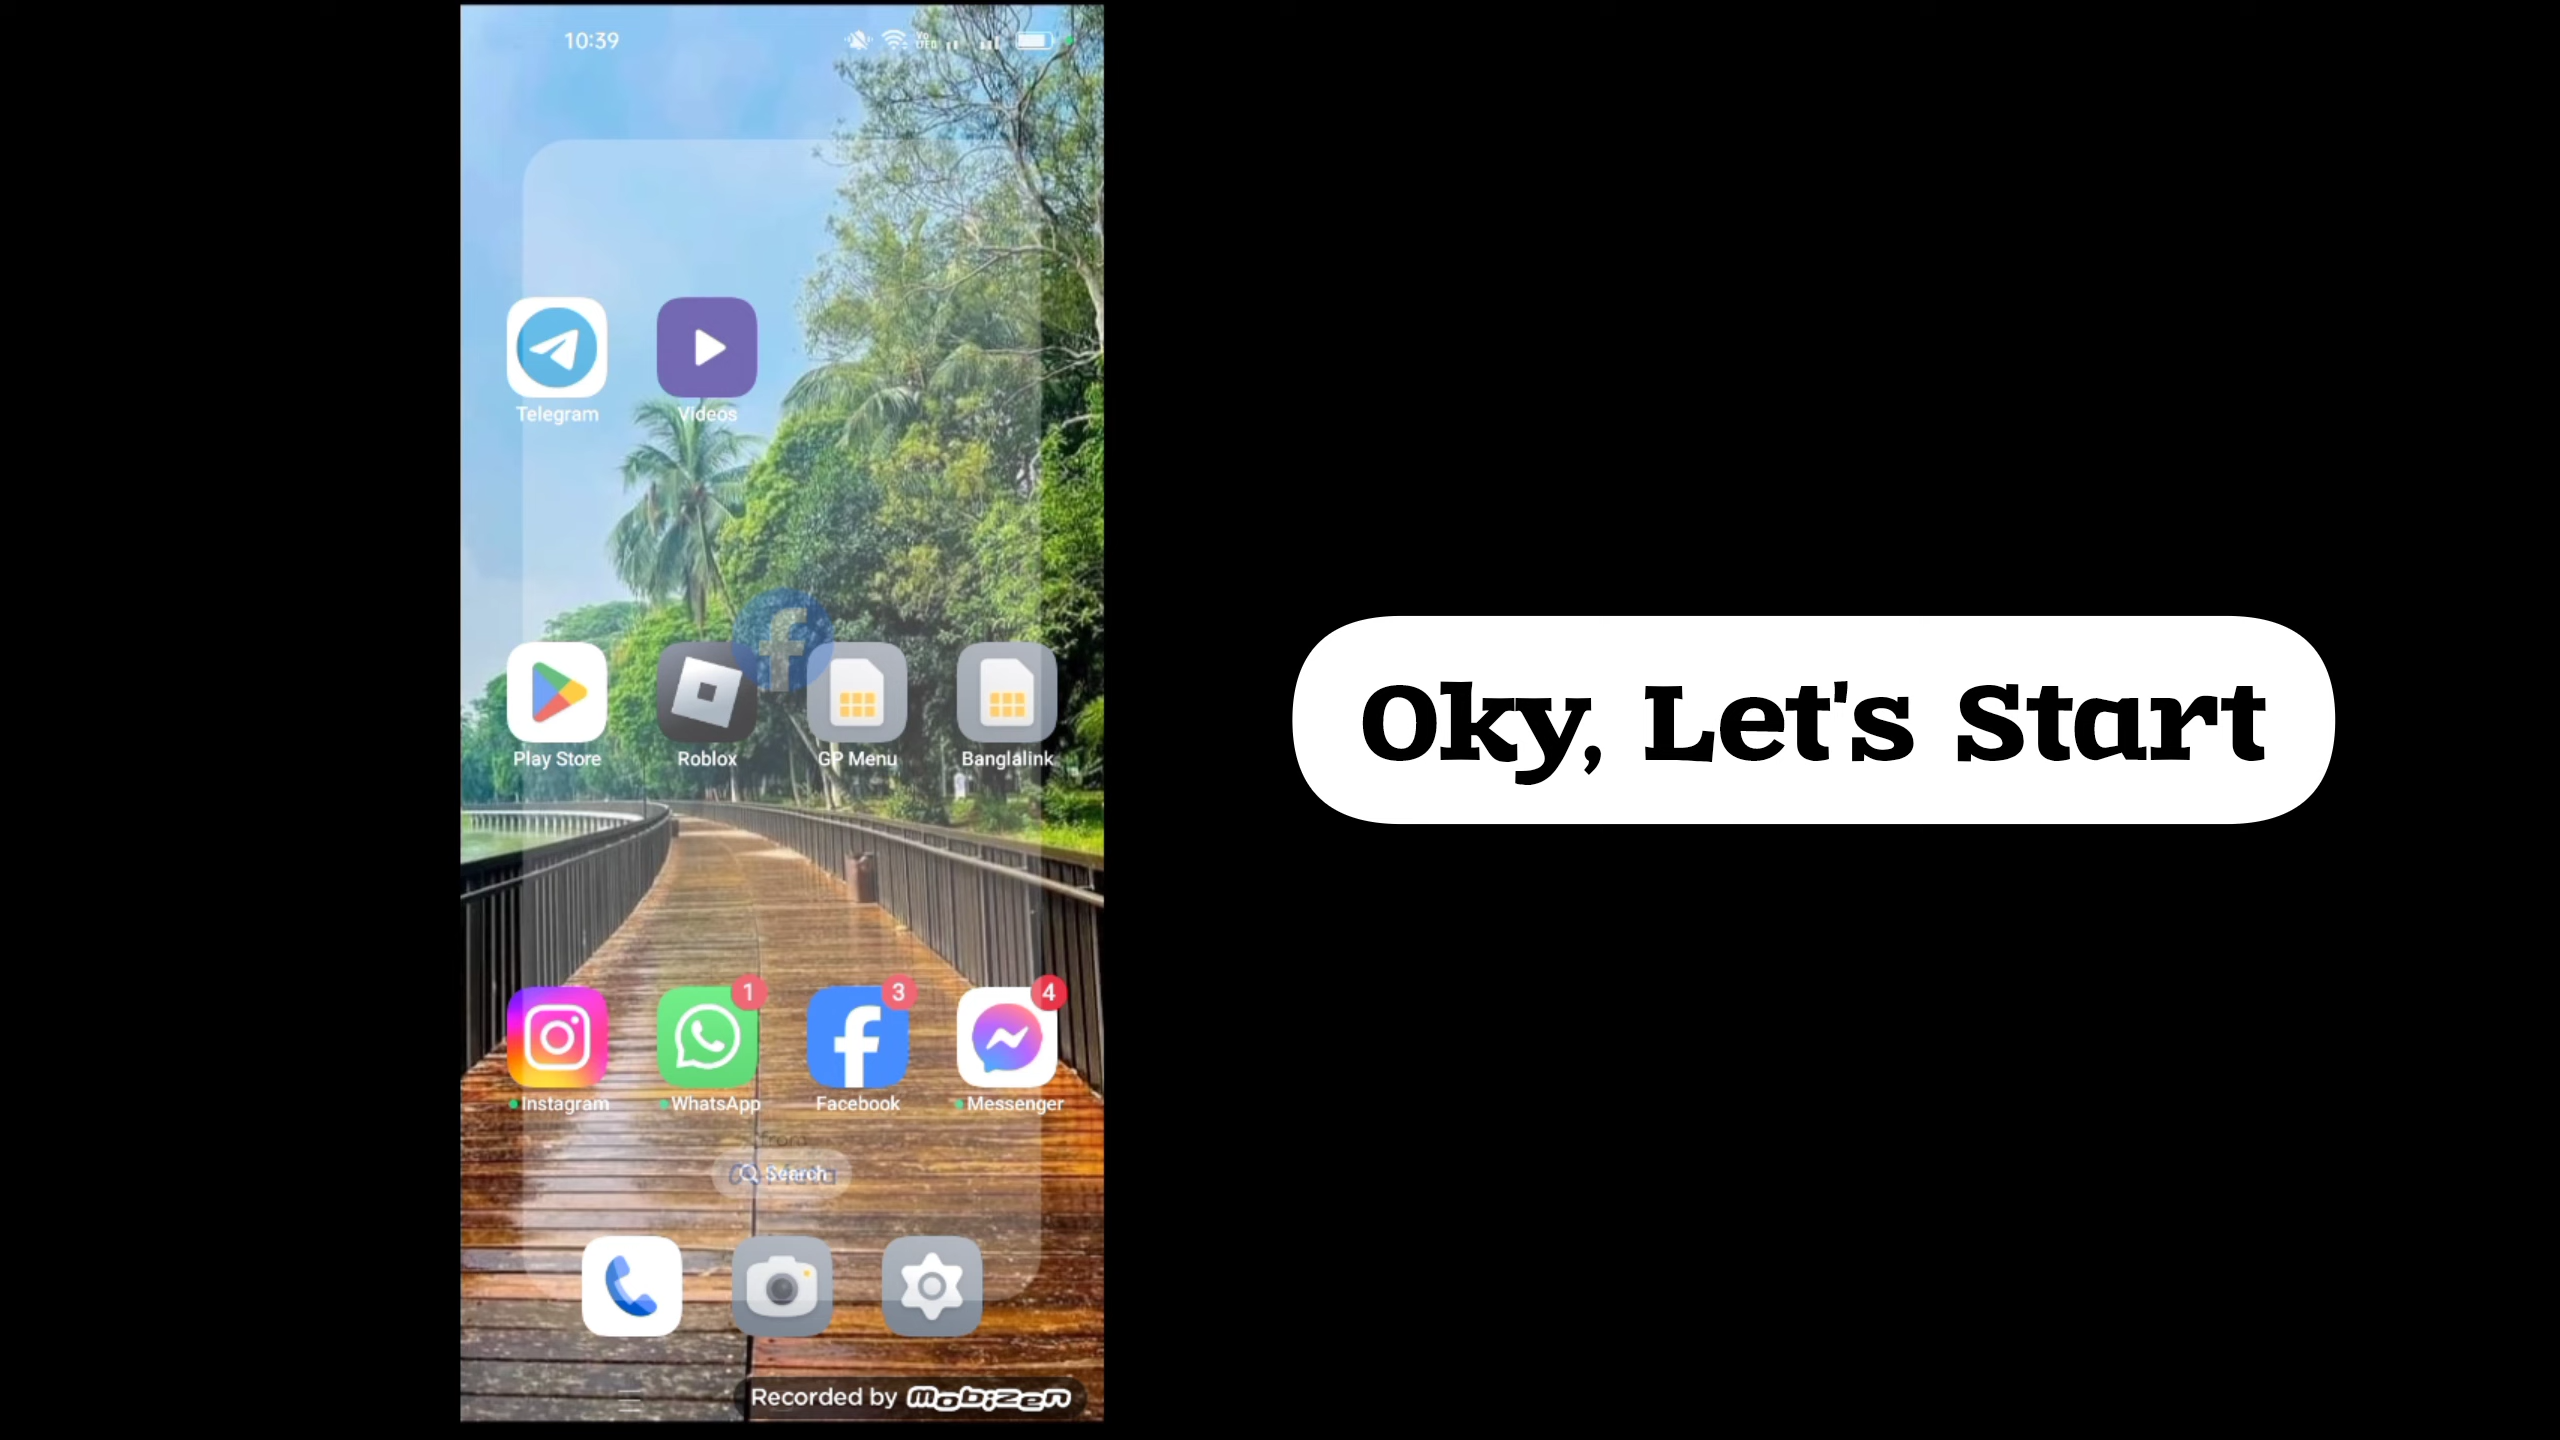 10:39
Telegram
Videos
Play Store
Roblox
GP Menu
Banglalink
1
3
4
Instagram
WhatsApp
Facebook
Messenger
from
Search
Recorded by mobizen
Oky, Let's Start